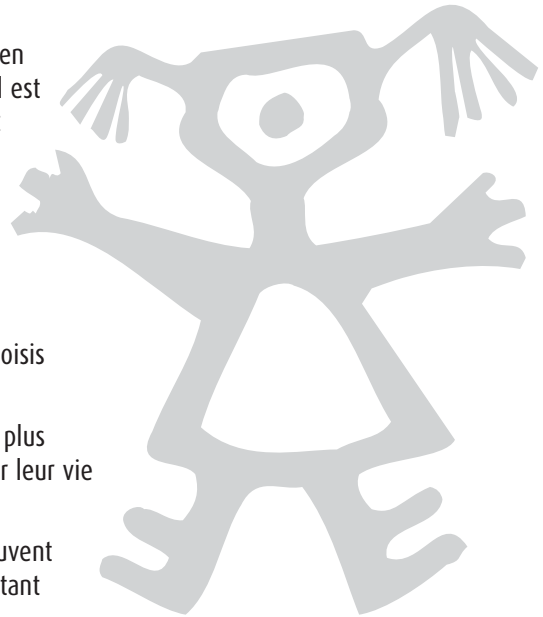 en
est
oisis
plus
r leur vie
uvent
tant